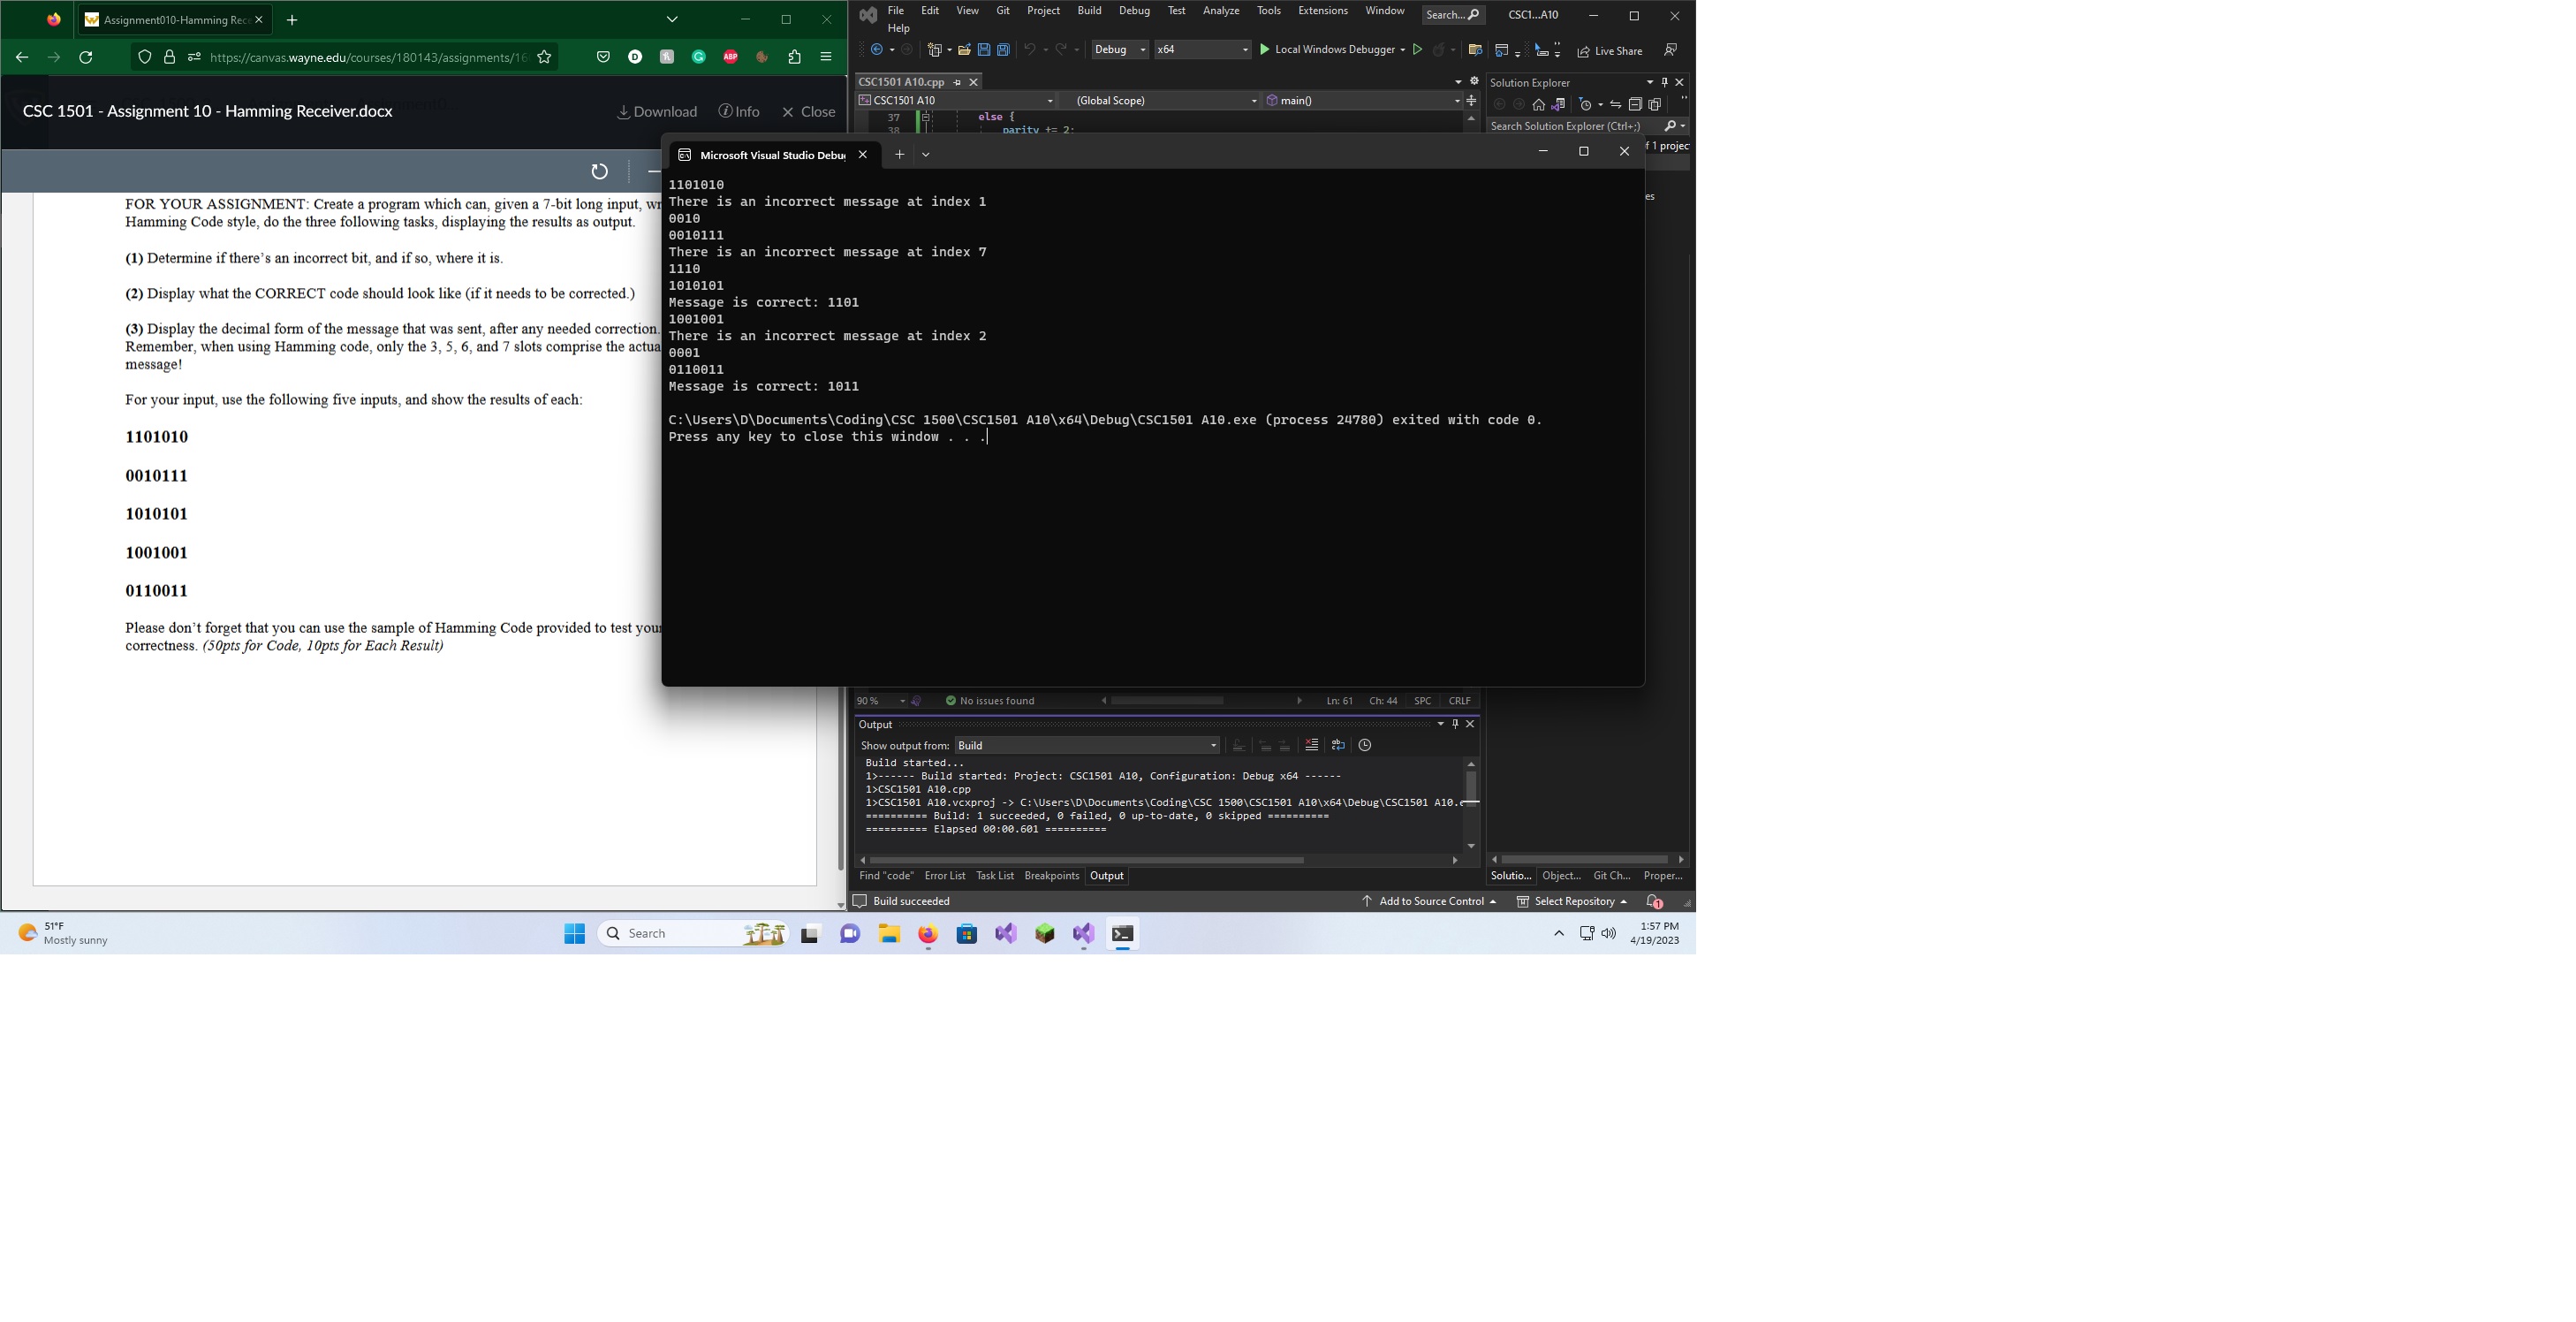 Assignment010-Hamming Rece
https://canvas.wayne.edu/courses/180143/assignments/16
CSC 1501 - Assignment 10 - Hamming Receiver.docx
Download
Info
Close
FOR YOUR ASSIGNMENT: Create a program which can, given a 7-bit long input, wr
Hamming Code style, do the three following tasks, displaying the results as output.
(1) Determine if there's an incorrect bit, and if so, where it is.
(2) Display what the CORRECT code should look like (if it needs to be corrected.)
(3) Display the decimal form of the message that was sent, after any needed correction.
Remember, when using Hamming code, only the 3, 5, 6, and 7 slots comprise the actua
message!
For your input, use the following five inputs, and show the results of each:
1101010
0010111
1010101
1001001
0110011
Please don't forget that you can use the sample of Hamming Code provided to test your
correctness. (50pts for Code, 10pts for Each Result)
File Edit View Git Project Build Debug Test Analyze Tools Extensions Window
Help
Search...
CSC1...A10
Debug
x64
Local Windows Debugger
Live Share
CSC1501 A10.cpp
CSC1501 A10
(Global Scope)
main()
37 else {
38 parity += 2;
Solution Explorer
Search Solution Explorer (Ctrl+;)
f 1 projec
es
Microsoft Visual Studio Debu
1101010
There is an incorrect message at index 1
0010
0010111
There is an incorrect message at index 7
1110
1010101
Message is correct: 1101
1001001
There is an incorrect message at index 2
0001
0110011
Message is correct: 1011
C:\Users\D\Documents\Coding\CSC 1500\CSC1501 A10\x64\Debug\CSC1501 A10.exe (process 24780) exited with code 0.
Press any key to close this window . . .
90 %
No issues found
Ln: 61 Ch: 44 SPC CRLF
Output
Show output from: Build
Build started...
1>------ Build started: Project: CSC1501 A10, Configuration: Debug x64 ------
1>CSC1501 A10.cpp
1>CSC1501 A10.vcxproj -> C:\Users\D\Documents\Coding\CSC 1500\CSC1501 A10\x64\Debug\CSC1501 A10.e
========== Build: 1 succeeded, 0 failed, 0 up-to-date, 0 skipped ==========
========== Elapsed 00:00.601 ==========
Find "code" Error List Task List Breakpoints Output
Solutio... Object... Git Ch... Proper...
Build succeeded
Add to Source Control
Select Repository
1
51°F
Mostly sunny
Search
1:57 PM
4/19/2023